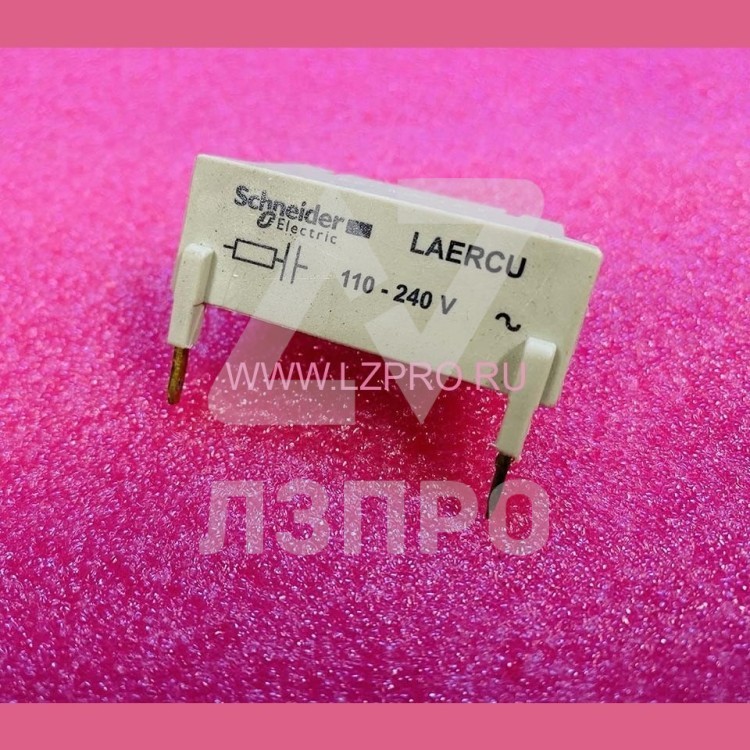 Schneider
Electric
LAERCU
110 - 240 V
~
WWW.LZPRO.RU
ЛЗПРО